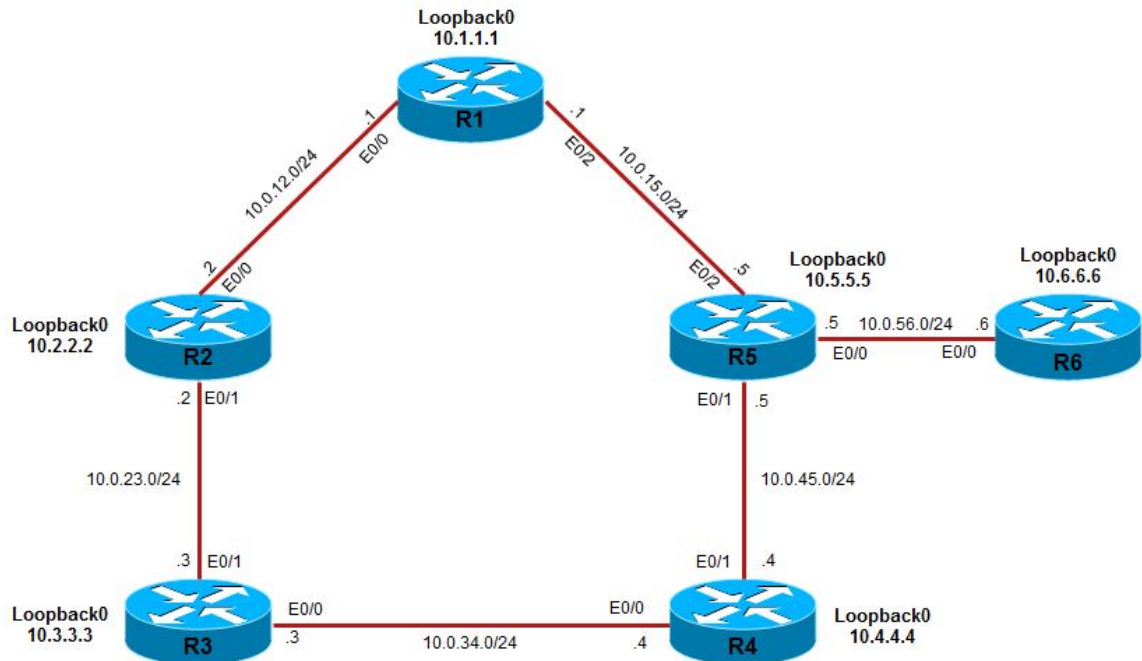 Loopback0
10.1.1.1
R1
.1
E0/0
.1
E0/2
10.0.12.0/24
10.0.15.0/24
.2
E0/0
.5
E0/2
Loopback0
10.5.5.5
Loopback0
10.6.6.6
Loopback0
10.2.2.2
R2
R5
.5
10.0.56.0/24
.6
E0/0
E0/0
R6
.2
E0/1
E0/1
.5
10.0.23.0/24
10.0.45.0/24
.3
E0/1
E0/1
.4
Loopback0
10.3.3.3
R3
E0/0
.3
10.0.34.0/24
E0/0
.4
R4
Loopback0
10.4.4.4